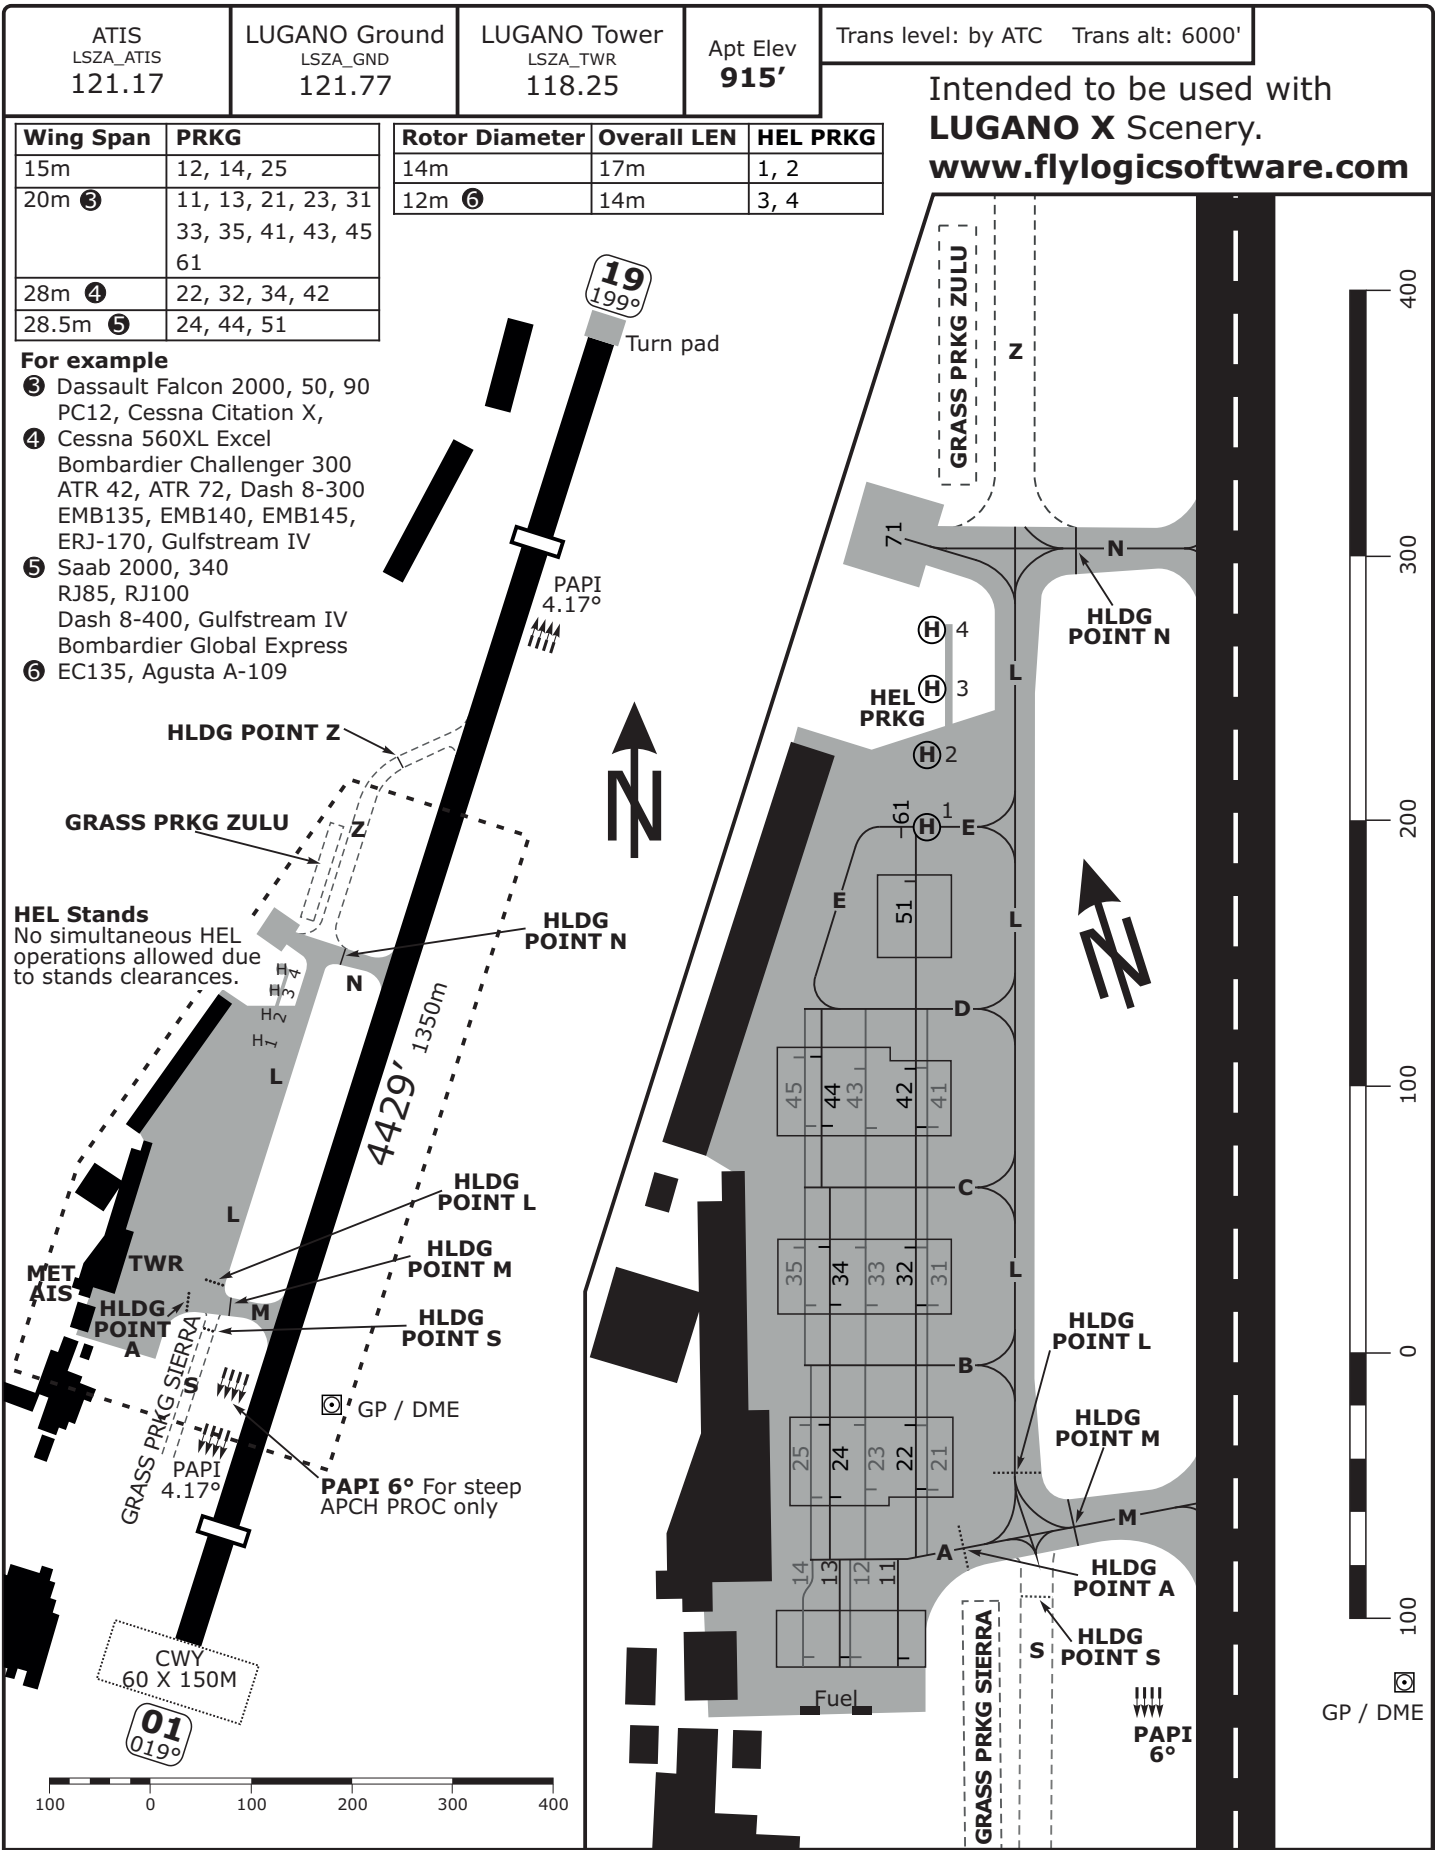 ATIS
LSZA_ATIS
121.17
LUGANO Ground
LSZA_GND
121.77
LUGANO Tower
LSZA_TWR
118.25
Apt Elev
915’
Trans level: by ATC Trans alt: 6000'
Intended to be used with
LUGANO X Scenery.
www.flylogicsoftware.com
Wing Span PRKG
15m 12, 14, 25
20m 3 11, 13, 21, 23, 31
33, 35, 41, 43, 45
61
28m 4 22, 32, 34, 42
28.5m 5 24, 44, 51
Rotor Diameter Overall LEN HEL PRKG
14m 17m 1, 2
12m 6 14m 3, 4
For example
3 Dassault Falcon 2000, 50, 90
PC12, Cessna Citation X,
4 Cessna 560XL Excel
Bombardier Challenger 300
ATR 42, ATR 72, Dash 8-300
EMB135, EMB140, EMB145,
ERJ-170, Gulfstream IV
5 Saab 2000, 340
RJ85, RJ100
Dash 8-400, Gulfstream IV
Bombardier Global Express
6 EC135, Agusta A-109
19
199°
Turn pad
PAPI
4.17°
HLDG POINT Z
N
GRASS PRKG ZULU
Z
HEL Stands
No simultaneous HEL
operations allowed due
to stands clearances.
HLDG
POINT N
H 4
H 3
H 2
H 1
N
L
4429’ 1350m
L
HLDG
POINT L
HLDG
POINT M
HLDG
POINT S
TWR
MET
AIS
HLDG
POINT
A
M
S
GRASS PRKG SIERRA
GP / DME
PAPI
4.17°
PAPI 6° For steep
APCH PROC only
CWY
60 X 150M
01
019°
100 0 100 200 300 400
GRASS PRKG ZULU
Z
71
N
HLDG
POINT N
H 4
H 3
HEL
PRKG
H 2
L
61
H 1
E
E
51
L
N
D
45
44
43
42
41
C
35
34
33
32
31
L
B
HLDG
POINT L
HLDG
POINT M
25
24
23
22
21
M
A
14
13
12
11
HLDG
POINT A
HLDG
POINT S
S
GRASS PRKG SIERRA
Fuel
PAPI
6°
GP / DME
400
300
200
100
0
100